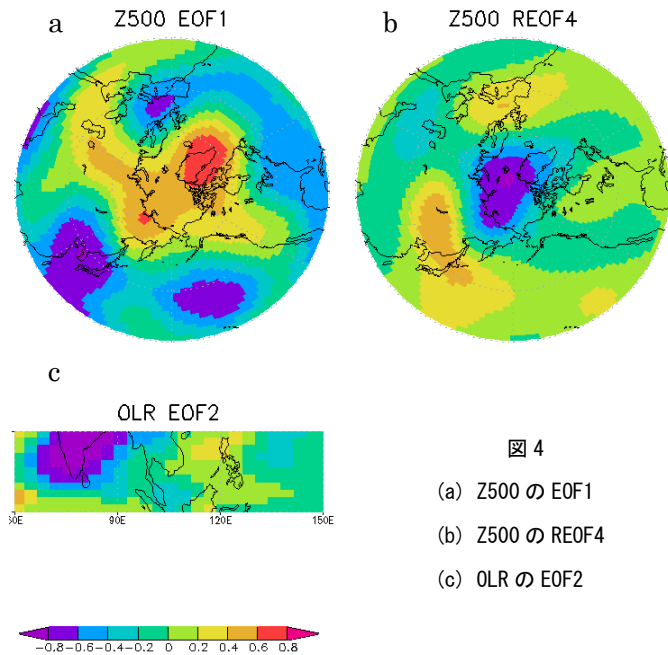 a
Z500 EOF1
b
Z500 REOF4
c
OLR EOF2
90E
120E
150E
-0.8 -0.6 -0.4 -0.2 0 0.2 0.4 0.6 0.8
図 4
(a) Z500 の EOF1
(b) Z500 の REOF4
(c) OLR の EOF2